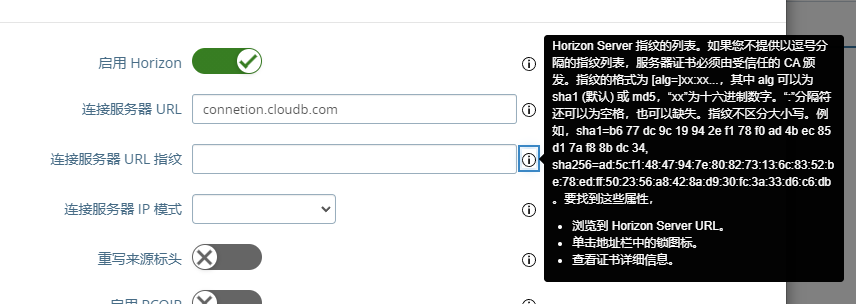 启用 Horizon
连接服务器 URL
connetion.cloudb.com
连接服务器 URL 指纹
连接服务器 IP 模式
重写来源标头
启用 PCOIP
Horizon Server 指纹的列表。如果您不提供以逗号分
隔的指纹列表，服务器证书必须由受信任的 CA 颁
发。指纹的格式为 [alg=]xx:xx...，其中 alg 可以为
sha1 (默认) 或 md5，“xx”为十六进制数字。“:”分隔符
还可以为空格，也可以缺失。指纹不区分大小写。例
如，sha1=b6 77 dc 9c 19 94 2e f1 78 f0 ad 4b ec 85
d1 7a f8 8b dc 34,
sha256=ad:5c:f1:48:47:94:7e:80:82:73:13:6c:83:52:b
e:78:ed:ff:50:23:56:a8:42:8a:d9:30:fc:3a:33:d6:c6:db
。要找到这些属性，
浏览到 Horizon Server URL。
单击地址栏中的锁图标。
查看证书详细信息。